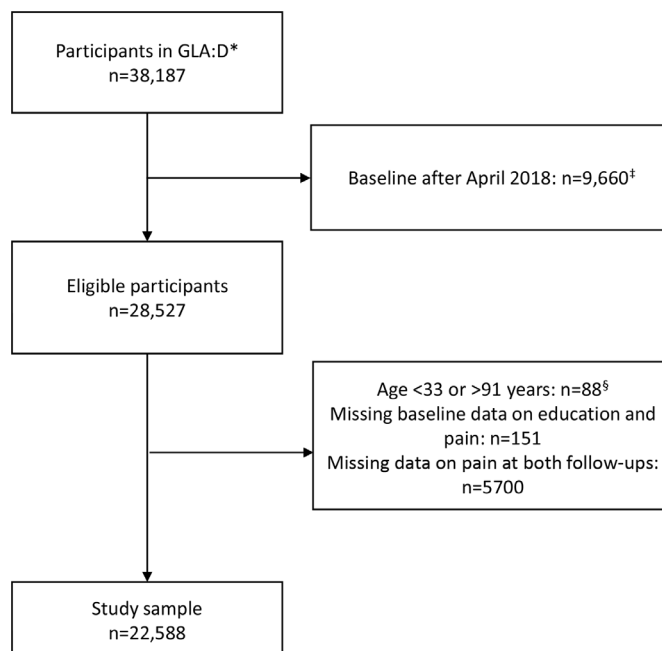 Participants in GLA:D*
n=38,187
Baseline after April 2018: n=9,660‡
Eligible participants
n=28,527
Age <33 or >91 years: n=88§
Missing baseline data on education and
pain: n=151
Missing data on pain at both follow-ups:
n=5700
Study sample
n=22,588